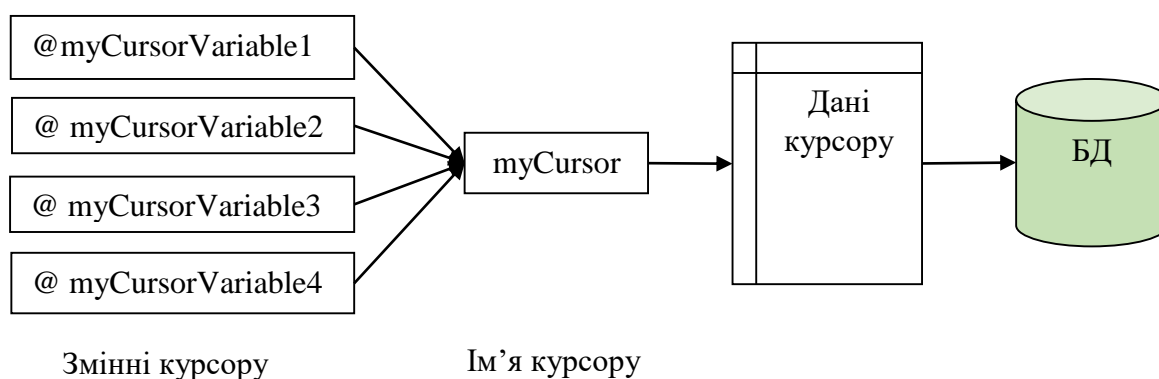 @myCursorVariable1
@ myCursorVariable2
@ myCursorVariable3
@ myCursorVariable4
myCursor
Дані
курсору
БД
Змінні курсору
Ім’я курсору